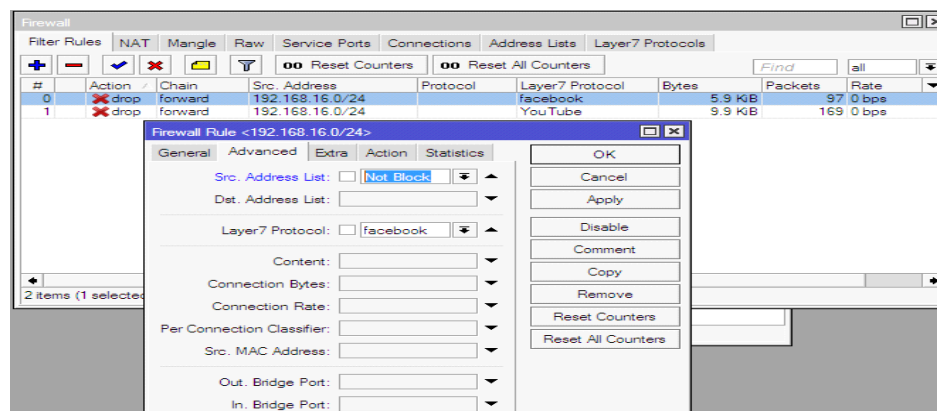 Firewall
Filter Rules NAT Mangle Raw Service Ports Connections Address Lists Layer7 Protocols
00 Reset Counters 00 Reset All Counters Find all
# Action Chain Src. Address Protocol Layer7 Protocol Bytes Packets Rate
0 drop forward 192.168.16.0/24 facebook 5.9 KiB 97 0 bps
1 drop forward 192.168.16.0/24 YouTube 9.9 KiB 169 0 bps
Firewall Rule <192.168.16.0/24>
General Advanced Extra Action Statistics
Src. Address List: Not Block
Dst. Address List:
Layer7 Protocol: facebook
Content:
Connection Bytes:
Connection Rate:
Per Connection Classifier:
Src. MAC Address:
Out. Bridge Port:
In. Bridge Port:
OK
Cancel
Apply
Disable
Comment
Copy
Remove
Reset Counters
Reset All Counters
2 items (1 selected